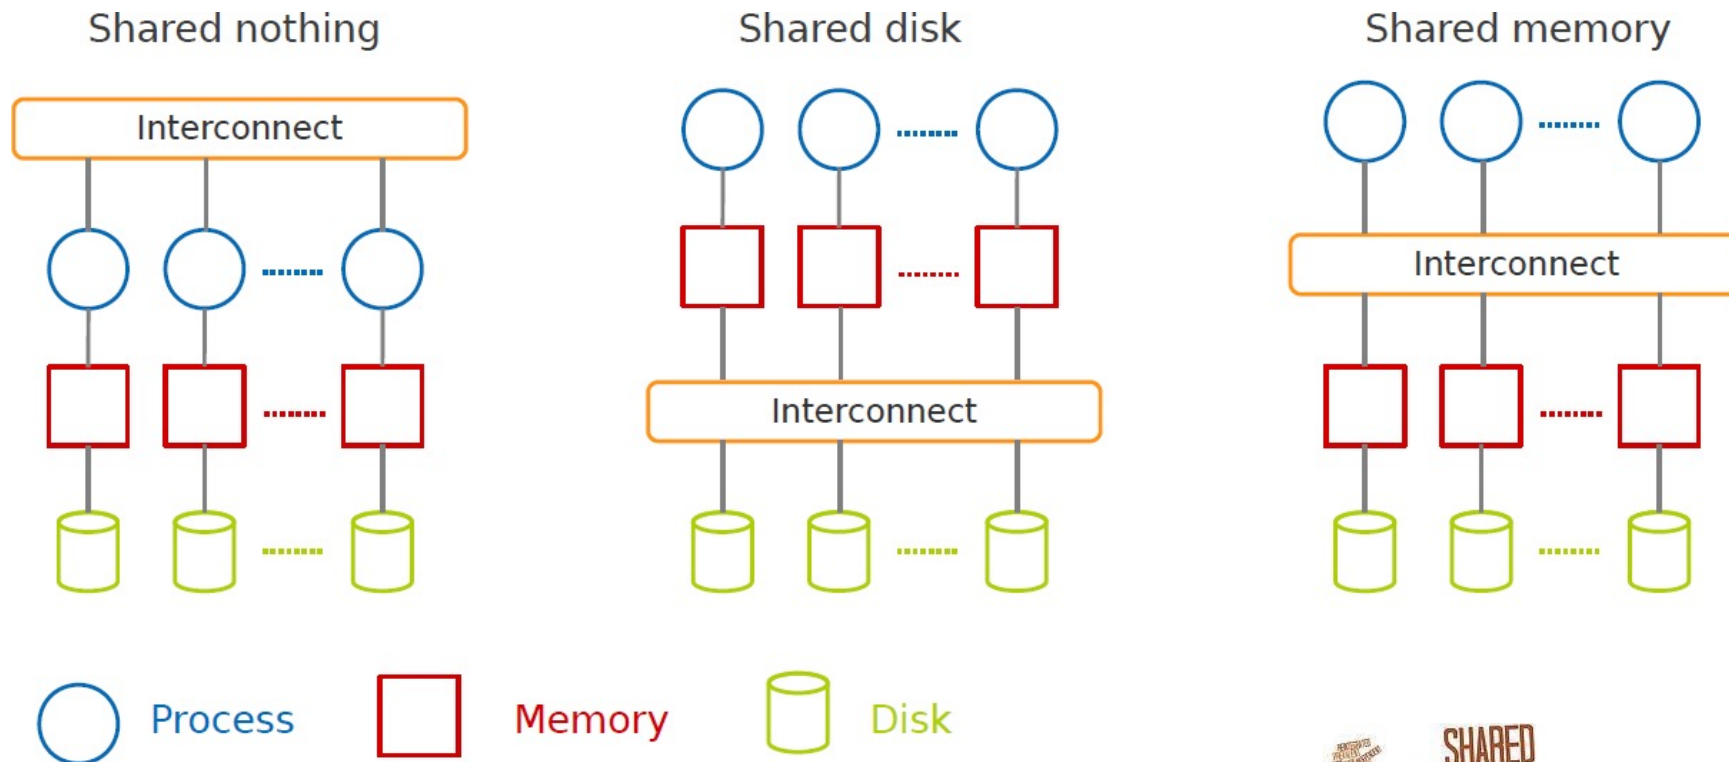 Shared nothing
Shared disk
Shared memory
Interconnect
Interconnect
Interconnect
Process
Memory
Disk
SHARED